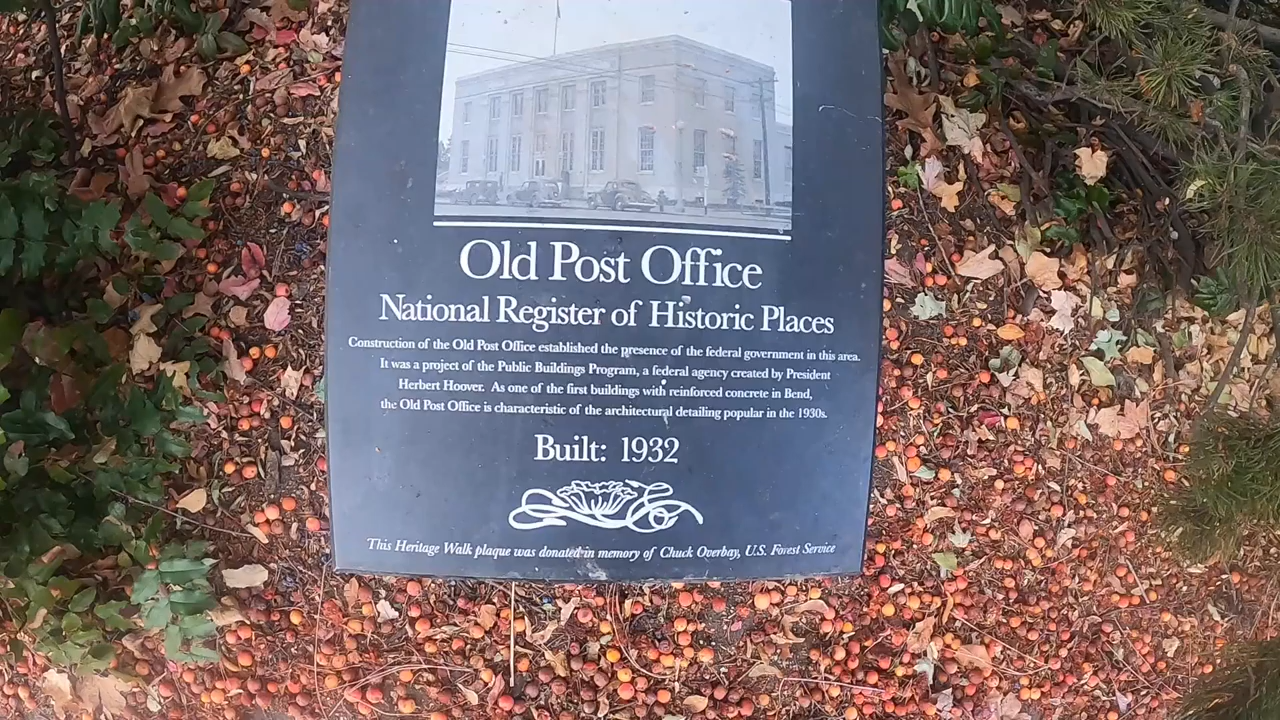 Old Post Office
National Register of Historic Places
Construction of the Old Post Office established the presence of the federal government in this area.
It was a project of the Public Buildings Program, a federal agency created by President
Herbert Hoover. As one of the first buildings with reinforced concrete in Bend,
the Old Post Office is characteristic of the architectural detailing popular in the 1930s.
Built: 1932
This Heritage Walk plaque was donated in memory of Chuck Overbay, U.S. Forest Service